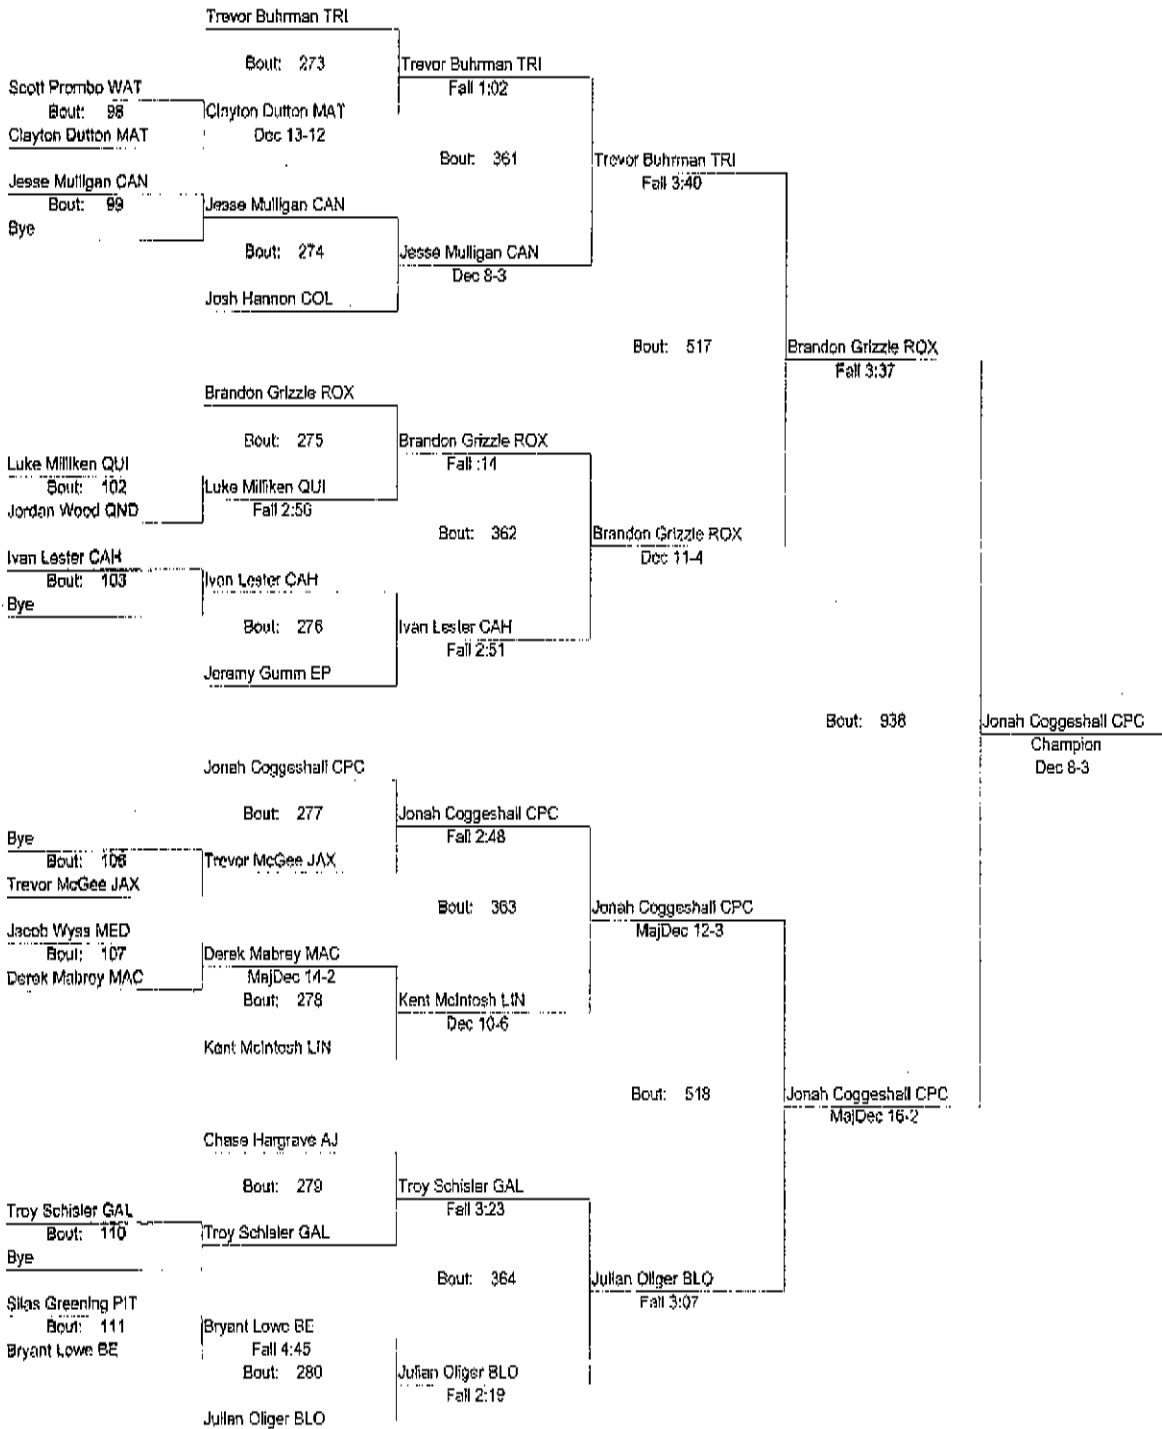 Trevor Buhrman TRI
Bout: 273
Trevor Buhrman TRI
Fall 1:02
Scott Prombo WAT
Bout: 98
Clayton Dutton MAT
Clayton Dutton MAT
Dec 13-12
Bout: 361
Trevor Buhrman TRI
Fall 3:40
Jesse Mulligan CAN
Bout: 99
Bye
Jesse Mulligan CAN
Bout: 274
Jesse Mulligan CAN
Dec 8-3
Josh Hannon COL
Bout: 517
Brandon Grizzle ROX
Fall 3:37
Brandon Grizzle ROX
Bout: 275
Brandon Grizzle ROX
Fall :14
Luke Milliken QUI
Bout: 102
Jordan Wood QND
Luke Milliken QUI
Fall 2:56
Bout: 362
Brandon Grizzle ROX
Dec 11-4
Ivan Lester CAH
Bout: 103
Bye
Ivan Lester CAH
Bout: 276
Ivan Lester CAH
Fall 2:51
Jeremy Gumm EP
Bout: 938
Jonah Coggeshall CPC
Champion
Dec 8-3
Jonah Coggeshall CPC
Bout: 277
Jonah Coggeshall CPC
Fall 2:48
Bye
Bout: 106
Trevor McGee JAX
Trevor McGee JAX
Bout: 363
Jonah Coggeshall CPC
MajDec 12-3
Jacob Wyss MED
Bout: 107
Derek Mabrey MAC
Derek Mabrey MAC
MajDec 14-2
Bout: 278
Kent McIntosh LIN
Dec 10-6
Kent McIntosh LIN
Bout: 518
Jonah Coggeshall CPC
MajDec 16-2
Chase Hargrave AJ
Bout: 279
Troy Schisler GAL
Fall 3:23
Troy Schisler GAL
Bout: 110
Bye
Troy Schisler GAL
Bout: 364
Julian Oliger BLO
Fall 3:07
Silas Greening PIT
Bout: 111
Bryant Lowe BE
Bryant Lowe BE
Fall 4:45
Bout: 280
Julian Oliger BLO
Fall 2:19
Julian Oliger BLO